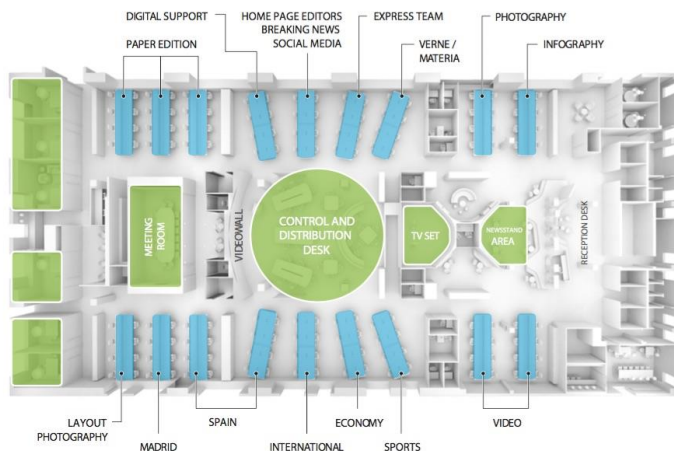 DIGITAL SUPPORT
HOME PAGE EDITORS
BREAKING NEWS
SOCIAL MEDIA
EXPRESS TEAM
PHOTOGRAPHY
PAPER EDITION
VERNE /
MATERIA
INFOGRAPHY
MEETING
ROOM
VIDEOWALL
CONTROL AND
DISTRIBUTION
DESK
TV SET
NEWSSTAND
AREA
RECEPTION DESK
LAYOUT
PHOTOGRAPHY
MADRID
SPAIN
INTERNATIONAL
ECONOMY
SPORTS
VIDEO